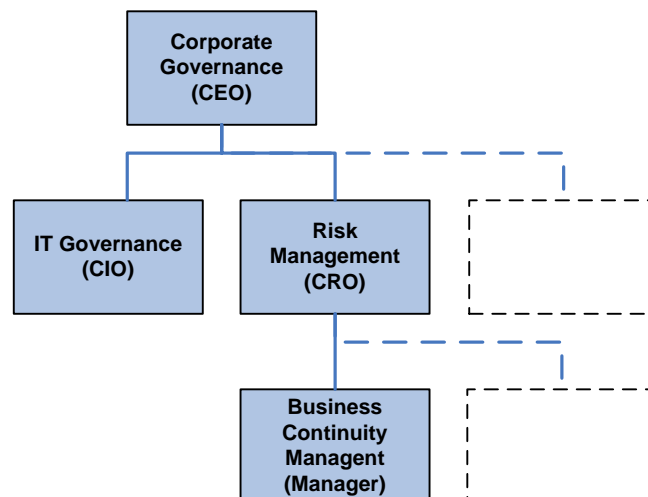 Corporate
Governance
(CEO)
IT Governance
(CIO)
Risk
Management
(CRO)
Business
Continuity
Managent
(Manager)